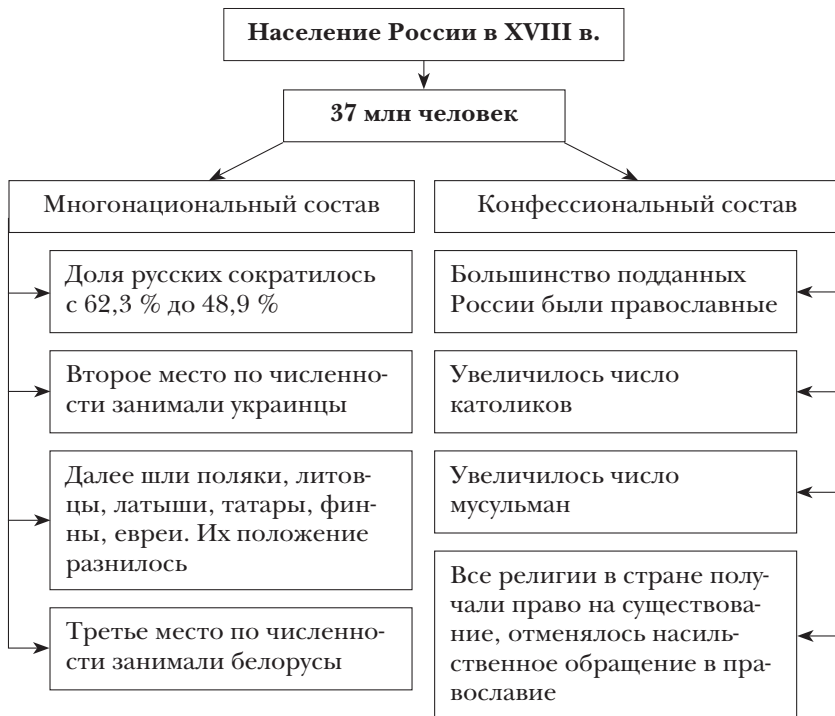 Население России в XVIII в.
37 млн человек
Многонациональный состав
Доля русских сократилось
с 62,3 % до 48,9 %
Второе место по численно-
сти занимали украинцы
Далее шли поляки, литов-
цы, латыши, татары, фин-
ны, евреи. Их положение
разнилось
Третье место по численно-
сти занимали белорусы
Конфессиональный состав
Большинство подданных
России были православные
Увеличилось число
католиков
Увеличилось число
мусульман
Все религии в стране полу-
чали право на существова-
ние, отменялось насиль-
ственное обращение в пра-
вославие